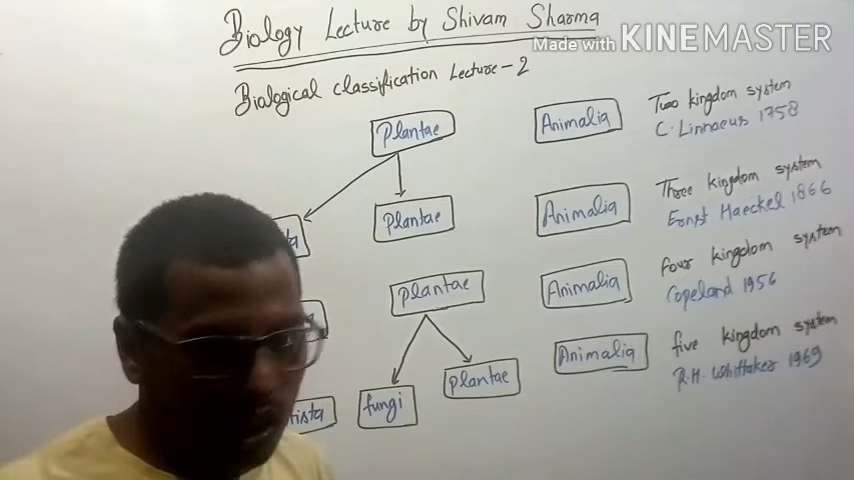 Biology Lecture by Shivam Sharma
Made with KINEMASTER
Biological classification Lecture-2
Plantae Animalia Two kingdom system
C. Linnaeus 1758
ta Plantae Animalia Three kingdom system
Ernst Haeckel 1866
plantae Animalia four kingdom system
Copeland 1956
Animalia five kingdom system
R.H. Whittaker 1969
ista fungi plantae